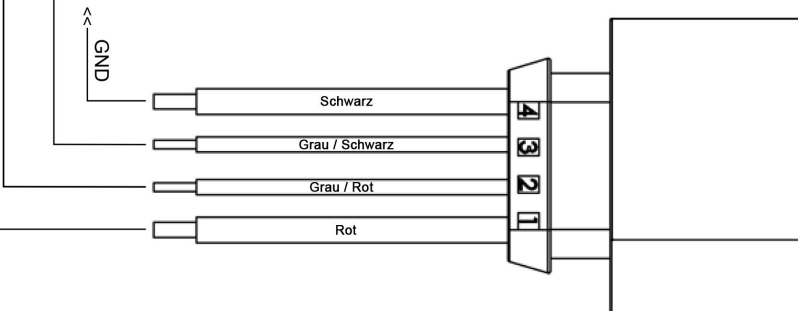 << GND
Schwarz
4
Grau / Schwarz
3
Grau / Rot
2
Rot
1